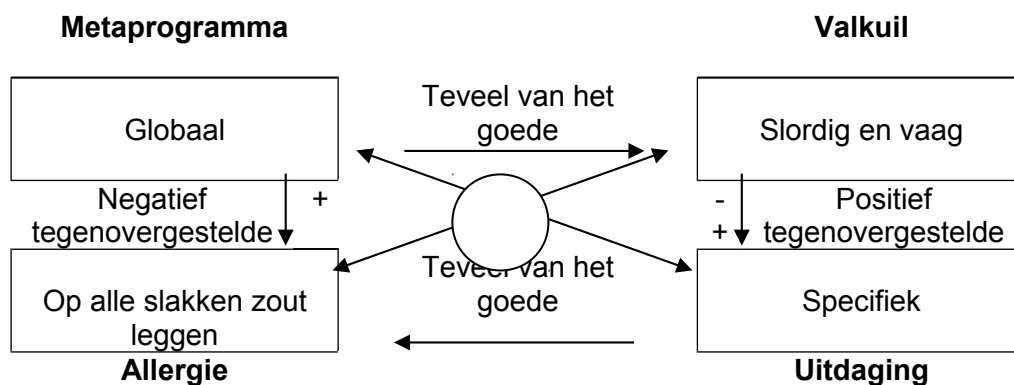 Metaprogramma
Valkuil
Teveel van het
goede
Globaal
Slordig en vaag
Negatief
tegenovergestelde
+
-
+
Positief
tegenovergestelde
Teveel van het
goede
Op alle slakken zout
leggen
Specifiek
Allergie
Uitdaging